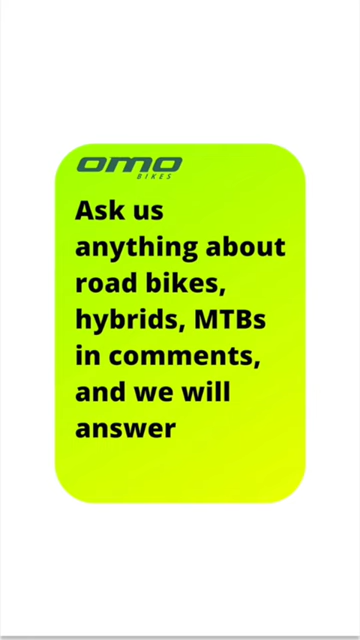 omo
BIKES
Ask us
anything about
road bikes,
hybrids, MTBs
in comments,
and we will
answer